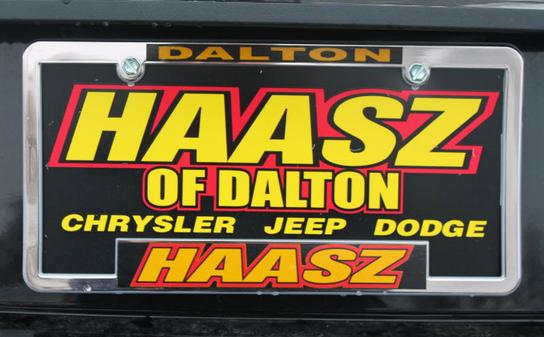 DALTON
HAASZ
OF DALTON
CHRYSLER JEEP DODGE
HAASZ